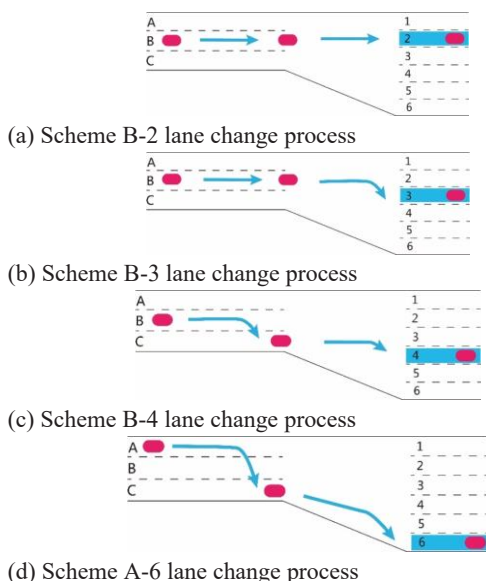 A 1
B 2
C 3
4
5
6
(a) Scheme B-2 lane change process
A 1
B 2
C 3
4
5
6
(b) Scheme B-3 lane change process
A 1
B 2
C 3
4
5
6
(c) Scheme B-4 lane change process
A 1
B 2
C 3
4
5
6
(d) Scheme A-6 lane change process